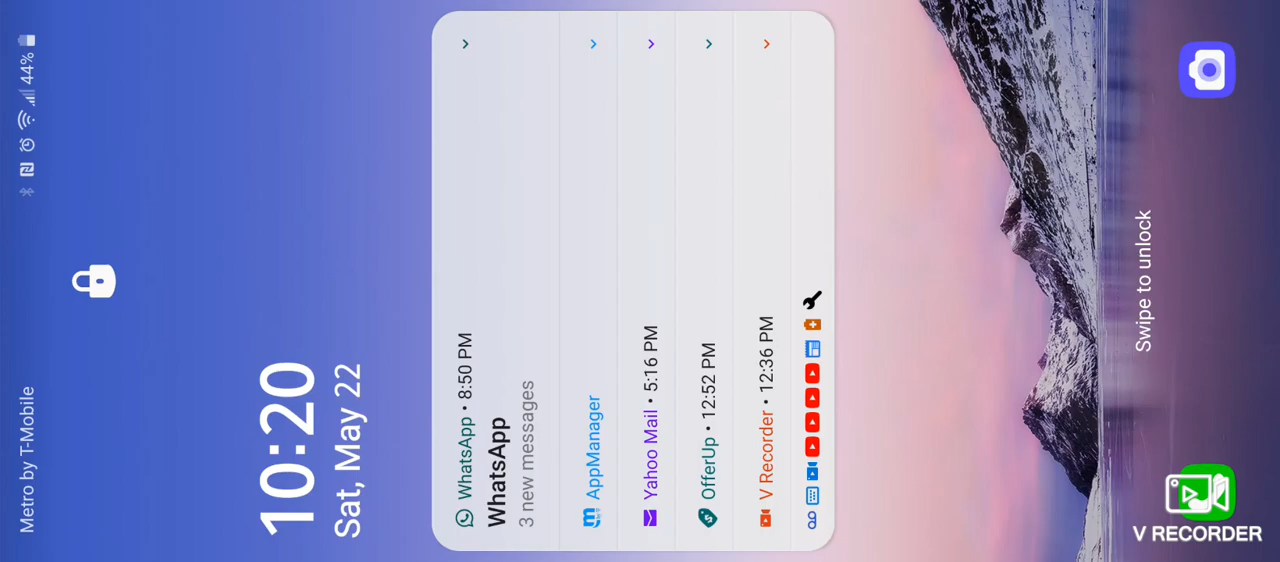 Metro by T-Mobile
44%
10:20
Sat, May 22
WhatsApp • 8:50 PM
WhatsApp
3 new messages
AppManager
Yahoo Mail • 5:16 PM
OfferUp • 12:52 PM
V Recorder • 12:36 PM
Swipe to unlock
V RECORDER